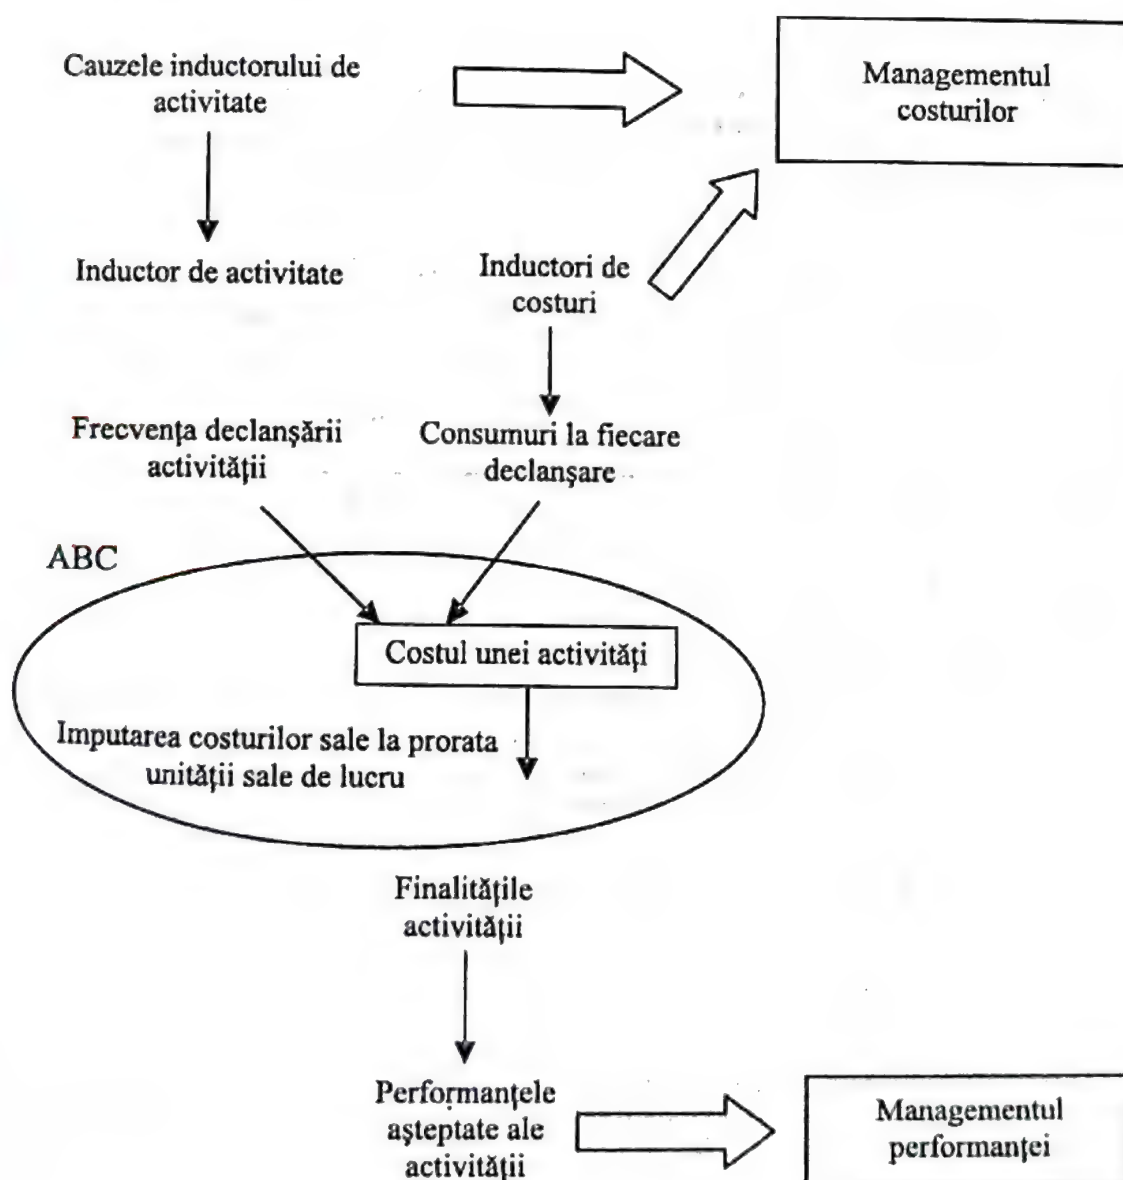 Cauzele inductorului de
activitate
Managementul
costurilor
Inductor de activitate
Inductori de
costuri
Frecvenţa declanşării
activităţii
Consumuri la fiecare
declanşare
ABC
Costul unei activităţi
Imputarea costurilor sale la prorata
unităţii sale de lucru
Finalităţile
activităţii
Performanţele
aşteptate ale
activităţii
Managementul
performanţei